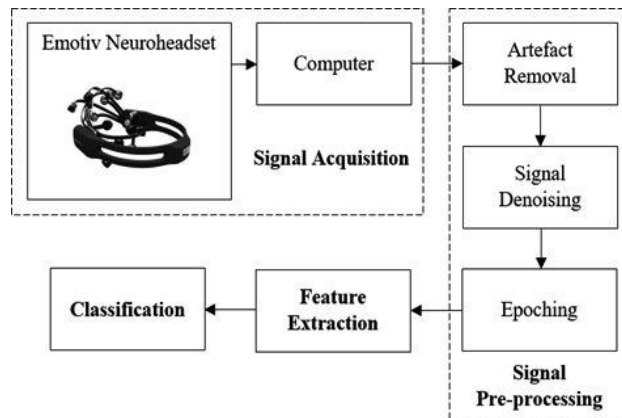 Emotiv Neuroheadset
Computer
Signal Acquisition
Artefact
Removal
Signal
Denoising
Epoching
Signal
Pre-processing
Feature
Extraction
Classification